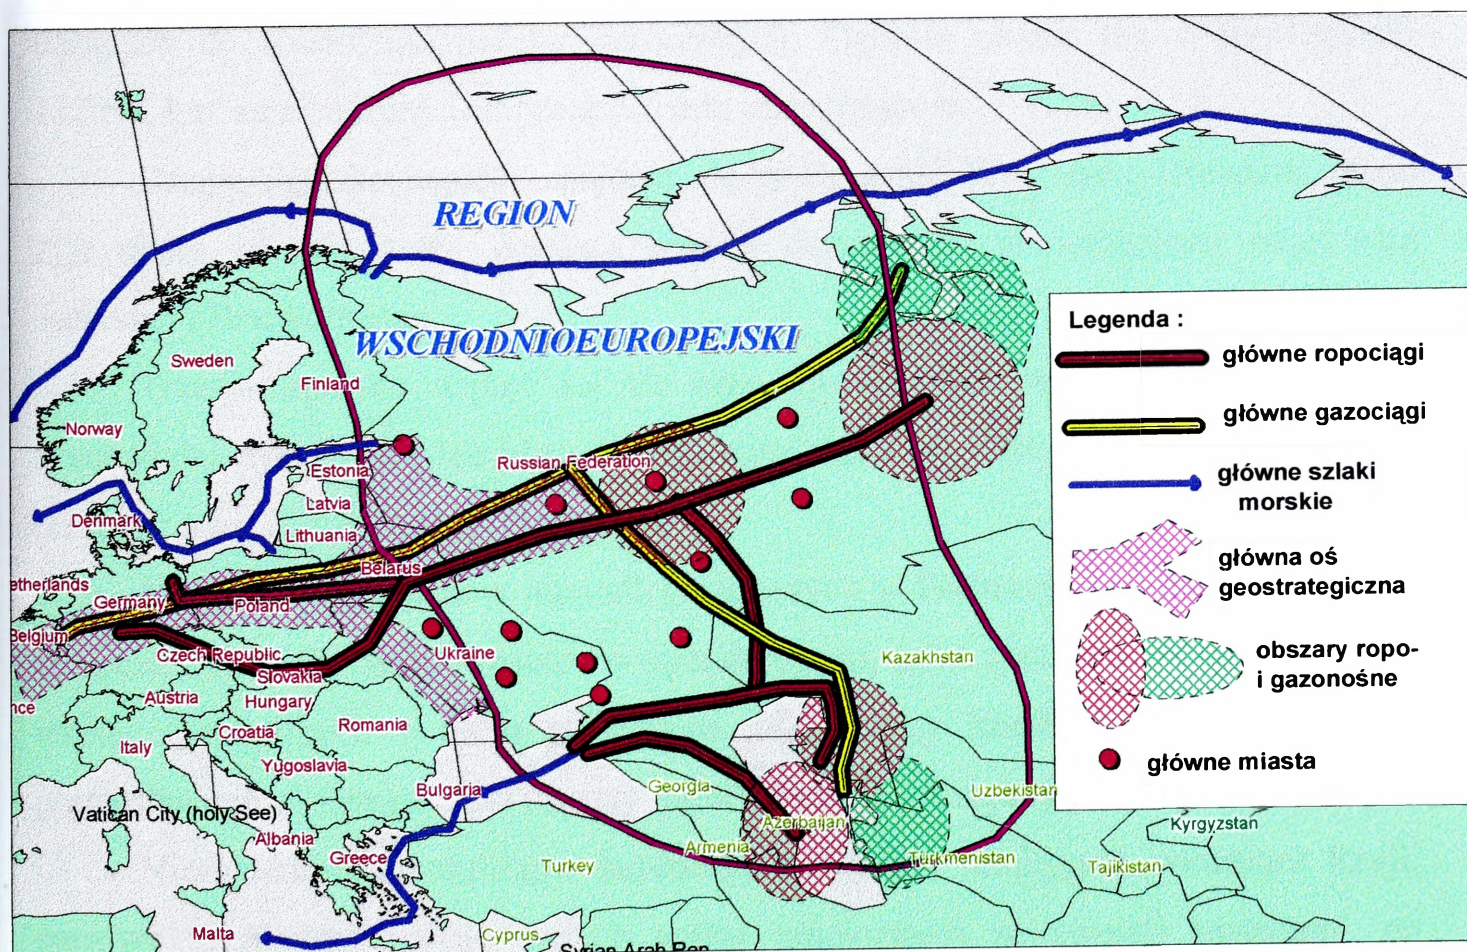 REGION
WSCHODNIOEUROPEJSKI
Sweden
Finland
Norway
Russian Federation
Estonia
Latvia
Denmark
Lithuania
Belarus
etherlands
Germany
Poland
Belgium
Czech Republic
Ukraine
Kazakhstan
Slovakia
nce
Austria
Hungary
Romania
Croatia
Italy
Yugoslavia
Bulgaria
Georgia
Uzbekistan
Vatican City (holy See)
Azerbaijan
Kyrgyzstan
Albania
Armenia
Greece
Turkey
Turkmenistan
Tajikistan
Malta
Cyprus
Syrian Arab Rep
Legenda :
główne ropociągi
główne gazociągi
główne szlaki
morskie
główna oś
geostrategiczna
obszary ropo-
i gazonośne
główne miasta